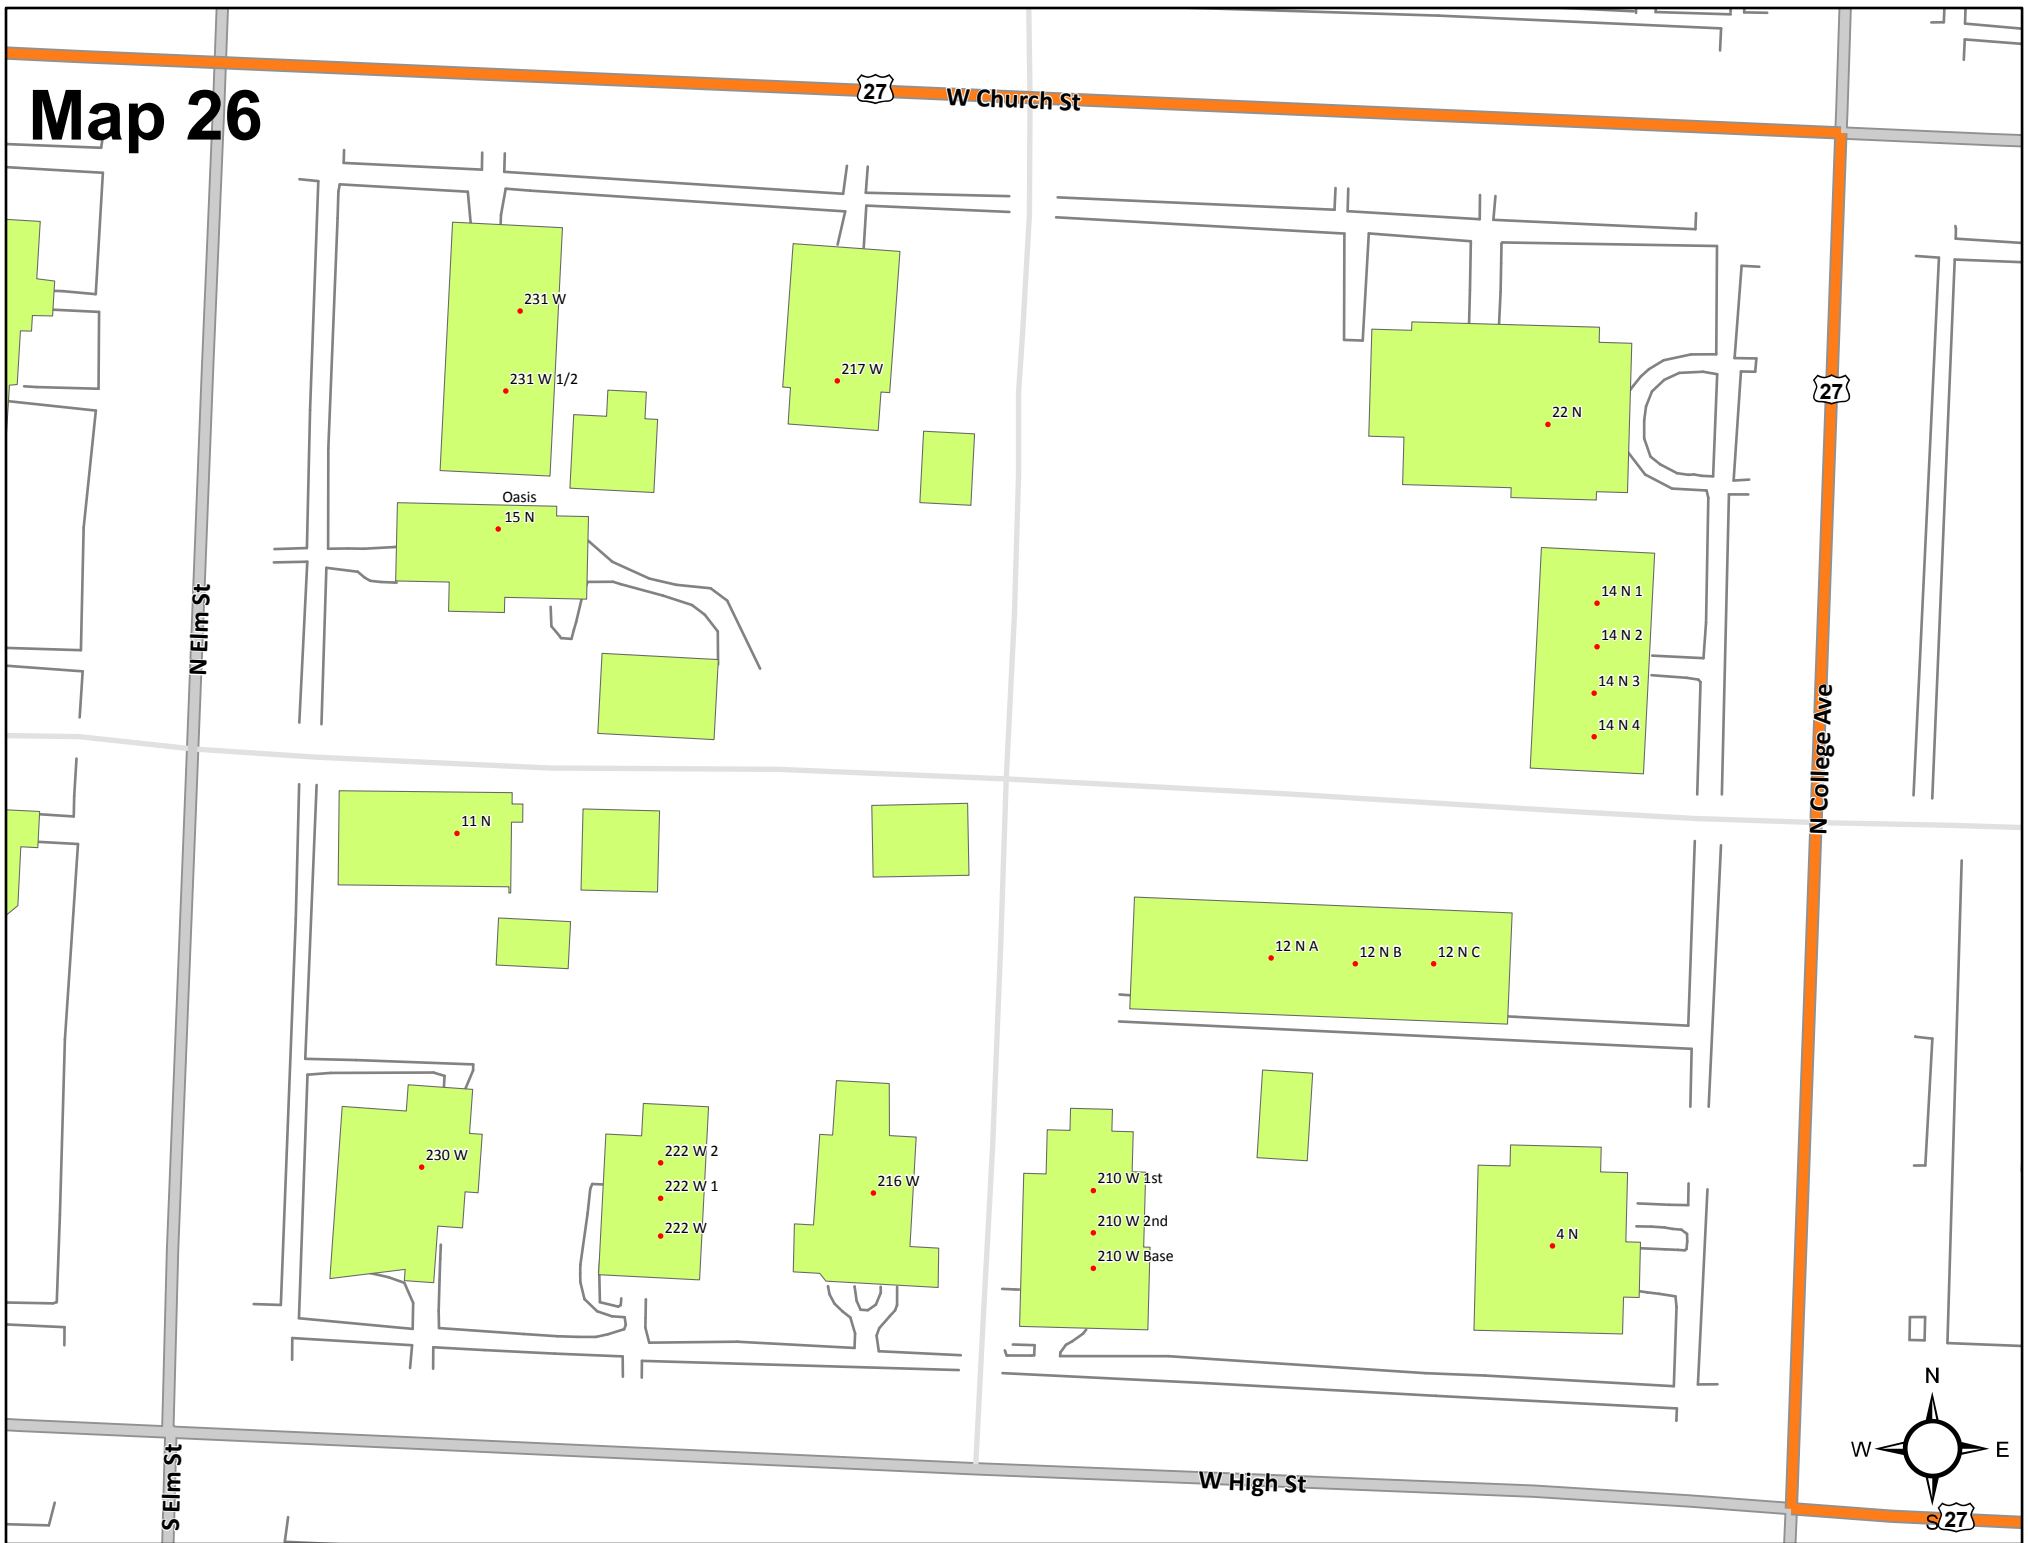 Map 26
27
W Church St
231 W
231 W 1/2
217 W
27
22 N
Oasis
15 N
14 N 1
14 N 2
14 N 3
14 N 4
N Elm St
N College Ave
11 N
12 N A
12 N B
12 N C
230 W
222 W 2
222 W 1
222 W
216 W
210 W 1st
210 W 2nd
210 W Base
4 N
N
W
E
S
S Elm St
W High St
27